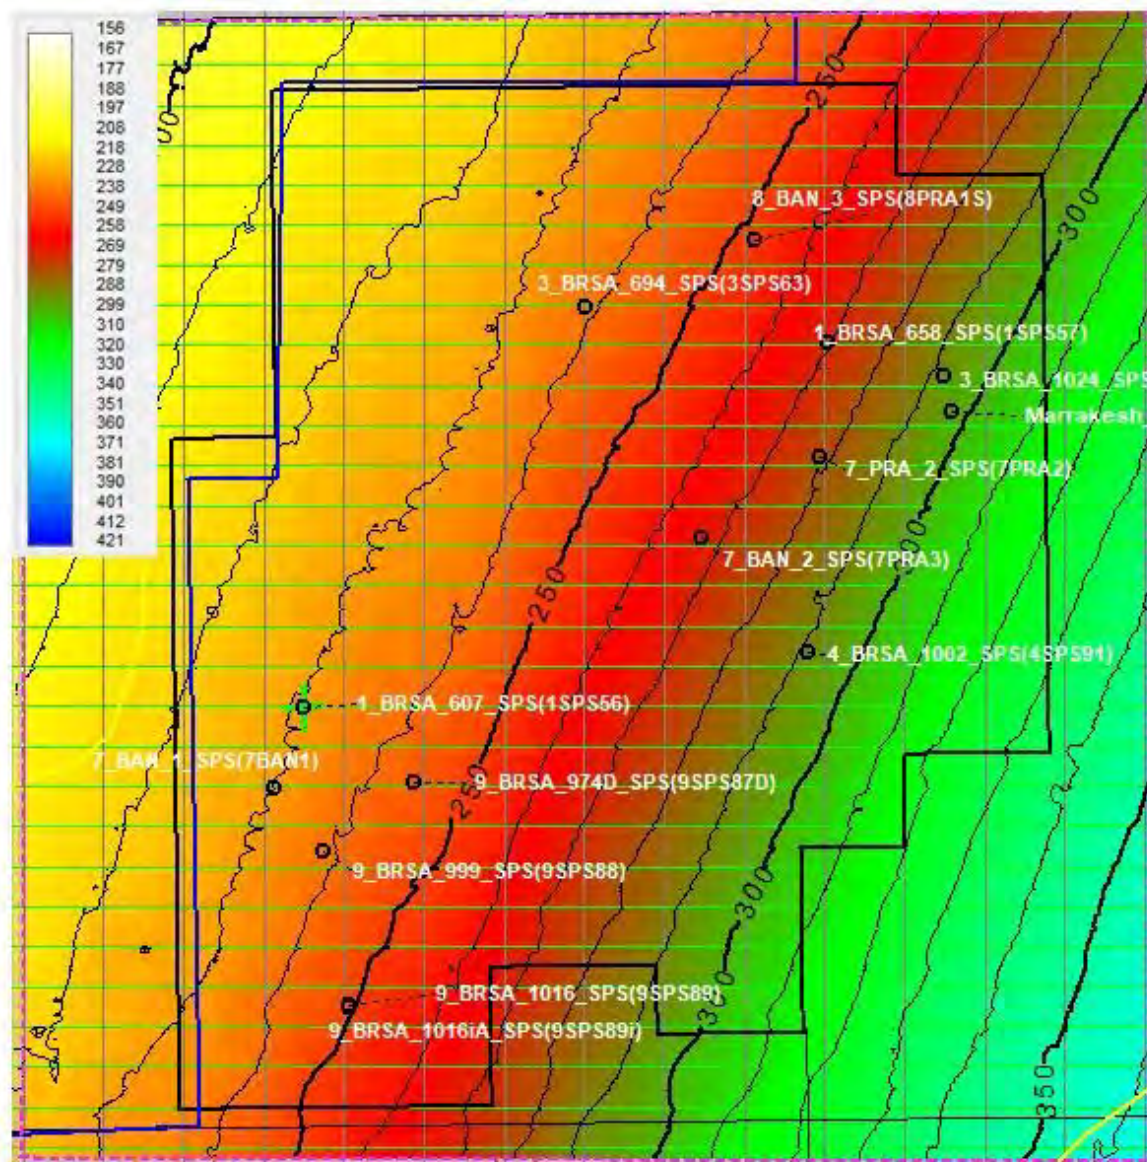 156
167
177
188
197
208
218
228
238
249
258
269
279
288
299
310
320
330
340
351
360
371
381
390
401
412
421
00
250
8_BAN_3_SPS(8PRA1S)
300
3_BRSA_694_SPS(3SPS63)
1_BRSA_658_SPS(1SPS57)
3_BRSA_1024_SPS
Marrakesh
7_PRA_2_SPS(7PRA2)
300
7_BAN_2_SPS(7PRA3)
250
4_BRSA_1002_SPS(4SPS91)
1_BRSA_607_SPS(1SPS56)
7_BAN_1_SPS(7BAN1)
9_BRSA_974D_SPS(9SPS87D)
250
9_BRSA_999_SPS(9SPS88)
300
9_BRSA_1016_SPS(9SPS89)
300
9_BRSA_1016iA_SPS(9SPS89i)
350